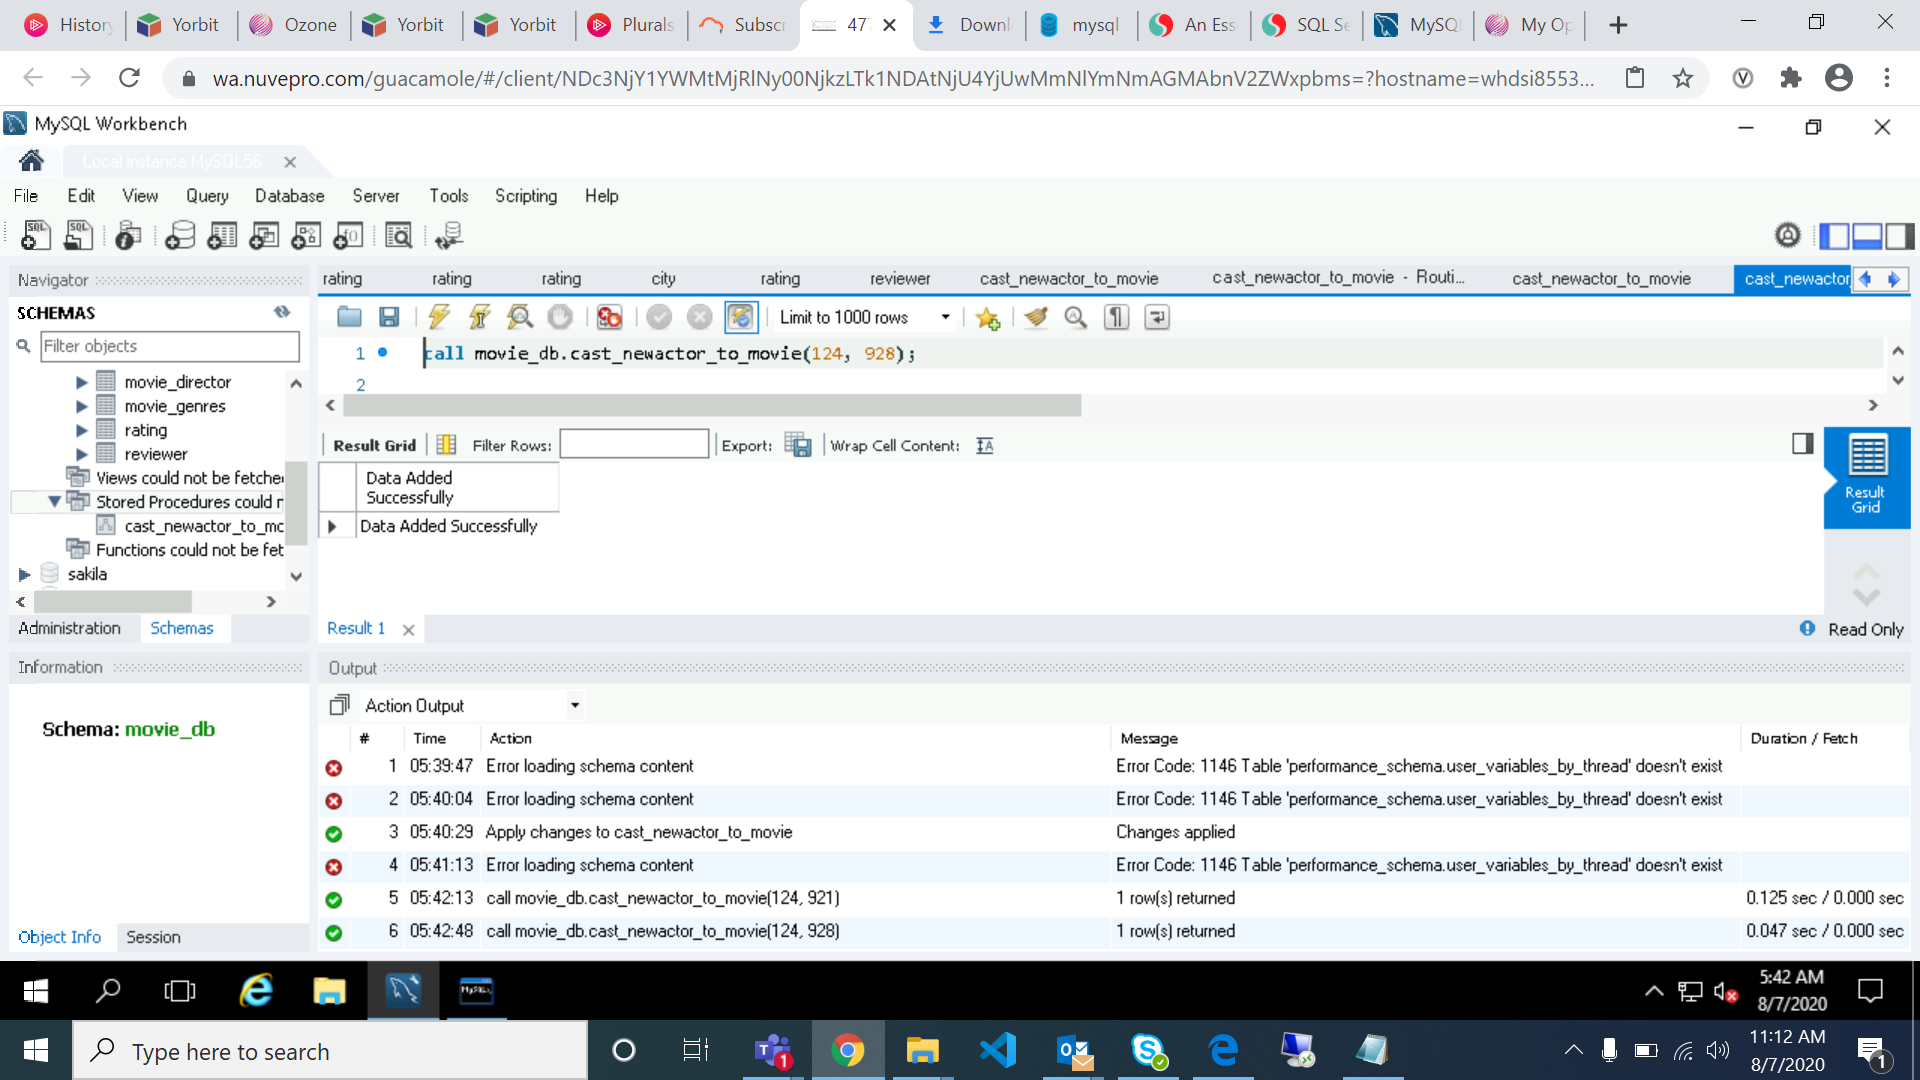 Histor
Yorbit
Ozone
Yorbit
Yorbit
Plurals
Subscr
47
Downl
mysql
An Ess
SQL Se
MySQL
My Op
wa.nuvepro.com/guacamole/#/client/
MySQL Workbench
Local instance MySQL56
File Edit View Query Database Server Tools Scripting Help
Navigator
rating
rating
rating
city
rating
reviewer
cast_newactor_to_movie
cast_newactor_to_movie - Routi...
cast_newactor_to_movie
cast_newactor
SCHEMAS
Filter objects
movie_director
movie_genres
rating
reviewer
Views could not be fetche
Stored Procedures could r
cast_newactor_to_mc
Functions could not be fet
sakila
Administration Schemas
Limit to 1000 rows
1 call movie_db.cast_newactor_to_movie(124, 928);
2
Result Grid Filter Rows: Export: Wrap Cell Content:
Data Added
Successfully
Data Added Successfully
Result
Grid
Result 1
Read Only
Information
Schema: movie_db
Object Info Session
Output
Action Output
# Time Action Message Duration / Fetch
1 05:39:47 Error loading schema content Error Code: 1146 Table 'performance_schema.user_variables_by_thread' doesn't exist
2 05:40:04 Error loading schema content Error Code: 1146 Table 'performance_schema.user_variables_by_thread' doesn't exist
3 05:40:29 Apply changes to cast_newactor_to_movie Changes applied
4 05:41:13 Error loading schema content Error Code: 1146 Table 'performance_schema.user_variables_by_thread' doesn't exist
5 05:42:13 call movie_db.cast_newactor_to_movie(124, 921) 1 row(s) returned 0.125 sec / 0.000 sec
6 05:42:48 call movie_db.cast_newactor_to_movie(124, 928) 1 row(s) returned 0.047 sec / 0.000 sec
5:42 AM
8/7/2020
Type here to search
11:12 AM
8/7/2020
1
1